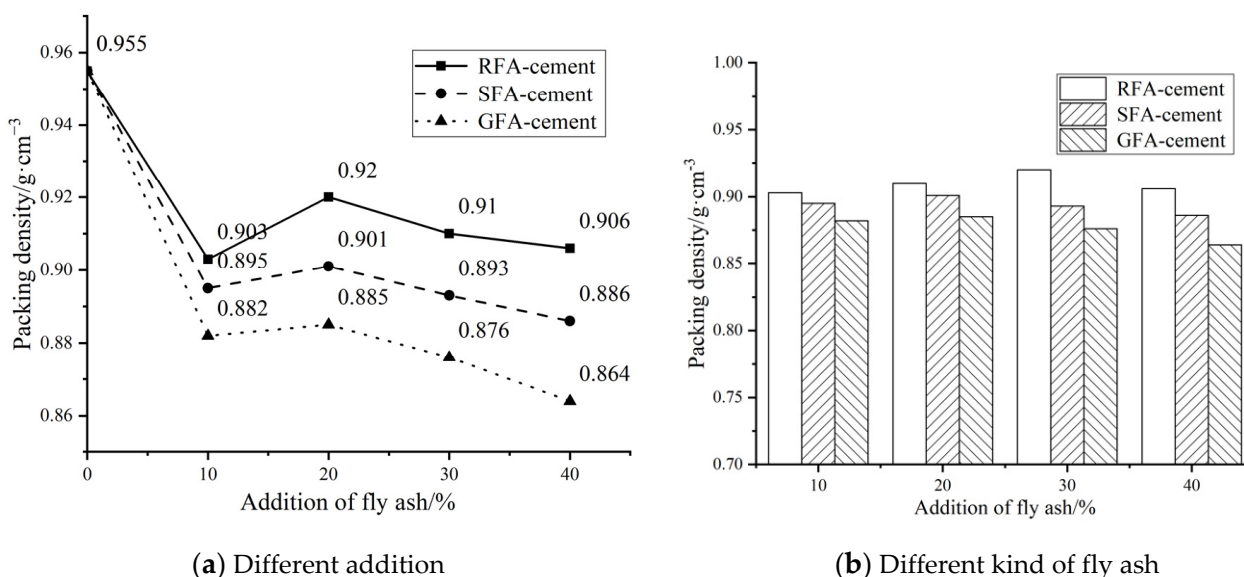 0.96
0.94
0.92
0.90
0.88
0.86
Packing density/g·cm⁻³
0.955
RFA-cement
SFA-cement
GFA-cement
0.903
0.92
0.91
0.906
0.895
0.901
0.893
0.886
0.882
0.885
0.876
0.864
0 10 20 30 40
Addition of fly ash/%
(a) Different addition
1.00
0.95
0.90
0.85
0.80
0.75
0.70
Packing density/g·cm⁻³
RFA-cement
SFA-cement
GFA-cement
10 20 30 40
Addition of fly ash/%
(b) Different kind of fly ash